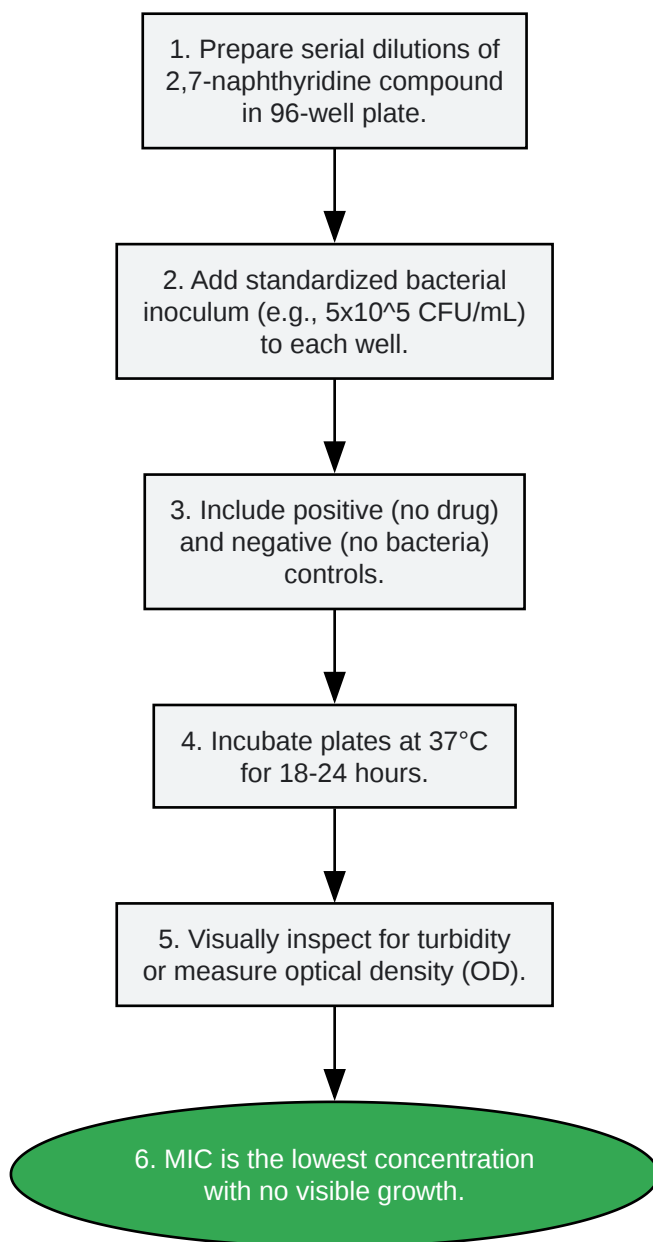 1. Prepare serial dilutions of
2,7-naphthyridine compound
in 96-well plate.
2. Add standardized bacterial
inoculum (e.g., 5x10^5 CFU/mL)
to each well.
3. Include positive (no drug)
and negative (no bacteria)
controls.
4. Incubate plates at 37°C
for 18-24 hours.
5. Visually inspect for turbidity
or measure optical density (OD).
6. MIC is the lowest concentration
with no visible growth.